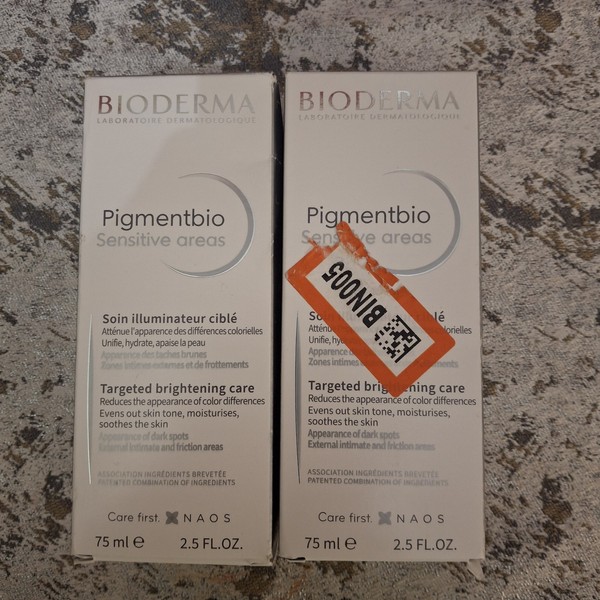 BIODERMA
LABORATOIRE DERMATOLOGIQUE
Pigmentbio
Sensitive areas
Soin illuminateur ciblé
Atténue l'apparence des différences colorielles
Unifie, hydrate, apaise la peau
Apparence des taches brunes
Zones intimes externes et de frottements
Targeted brightening care
Reduces the appearance of color differences
Evens out skin tone, moisturises,
soothes the skin
Appearance of dark spots
External intimate and friction areas
ASSOCIATION INGRÉDIENTS BREVETÉE
PATENTED COMBINATION OF INGREDIENTS
Care first. NAOS
75 ml e 2.5 FL.OZ.
BIODERMA
LABORATOIRE DERMATOLOGIQUE
Pigmentbio
areas
BIN005
colorielles
Unifie,
Zones intimes
Targeted care
Reduces the appearance of color differences
Evens out skin tone, moisturises,
soothes the skin
Appearance of dark spots
External intimate and friction areas
ASSOCIATION INGRÉDIENTS BREVETÉE
PATENTED COMBINATION OF INGREDIENTS
Care first. NAOS
75 ml e 2.5 FL.OZ.